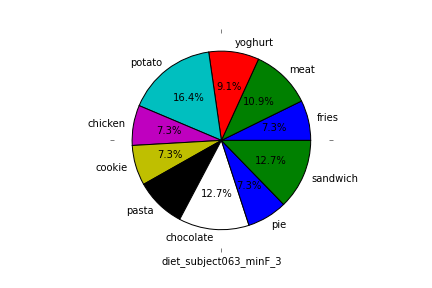 yoghurt
potato
meat
9.1%
16.4%
10.9%
fries
chicken
7.3%
7.3%
cookie
7.3%
12.7%
sandwich
7.3%
12.7%
pasta
pie
chocolate
diet_subject063_minF_3